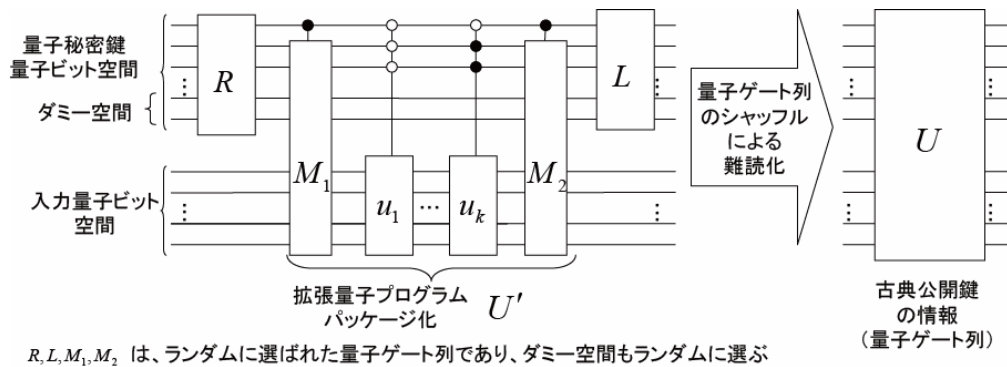 量子秘密鍵
量子ビット空間
ダミー空間
入力量子ビット
空間
R
M1
u1
…
uk
M2
L
拡張量子プログラム
パッケージ化
U'
量子ゲート列
のシャッフル
による
難読化
U
古典公開鍵
の情報
(量子ゲート列)
R, L, M1, M2 は、ランダムに選ばれた量子ゲート列であり、ダミー空間もランダムに選ぶ